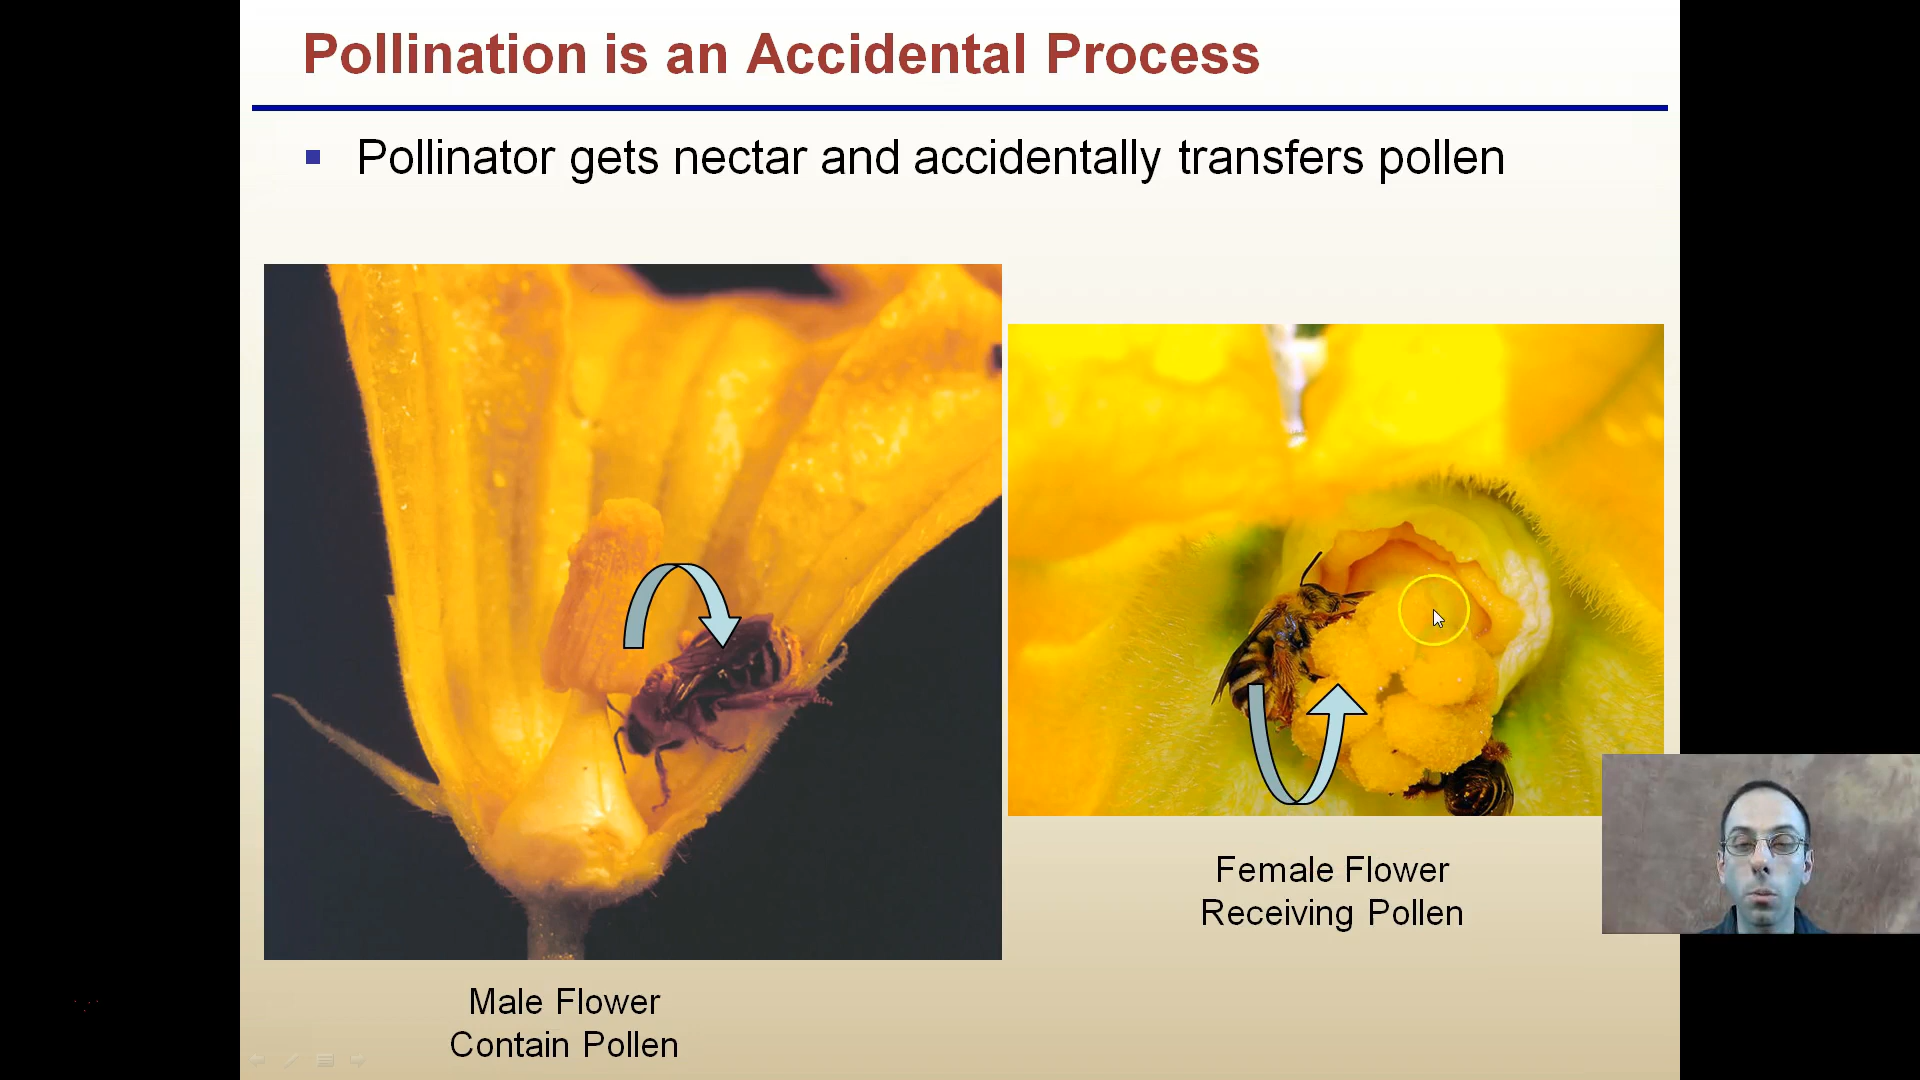 Pollination is an Accidental Process
Pollinator gets nectar and accidentally transfers pollen
Female Flower
Receiving Pollen
Male Flower
Contain Pollen